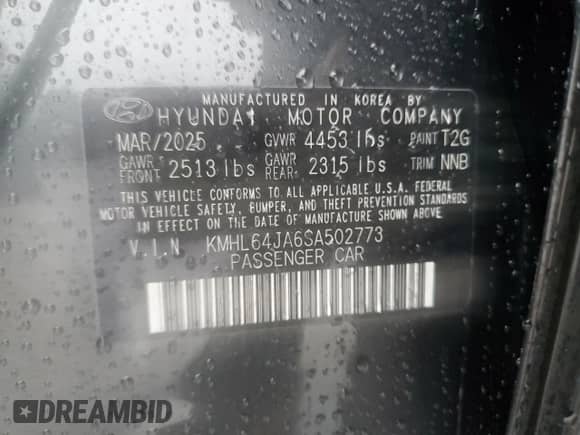 MANUFACTURED IN KOREA BY
HYUNDAI MOTOR COMPANY
MAR/2025 GVWR 4453 lbs PAINT T2G
GAWR FRONT 2513 lbs GAWR REAR 2315 lbs TRIM NNB
THIS VEHICLE CONFORMS TO ALL APPLICABLE U.S.A. FEDERAL
MOTOR VEHICLE SAFETY, BUMPER, AND THEFT PREVENTION STANDARDS
IN EFFECT ON THE DATE OF MANUFACTURE SHOWN ABOVE.
V.I.N. KMHL64JA6SA502773
PASSENGER CAR
DREAMBID